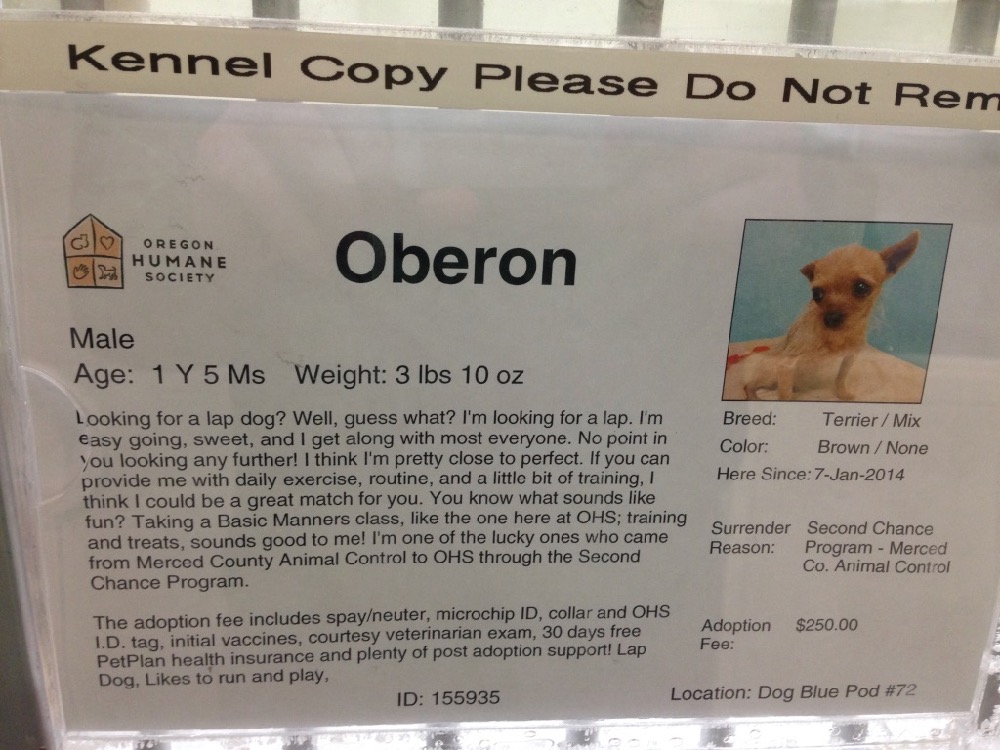 Kennel Copy Please Do Not Rem
OREGON
HUMANE
SOCIETY
Oberon
Male
Age: 1 Y 5 Ms Weight: 3 lbs 10 oz
Looking for a lap dog? Well, guess what? I'm looking for a lap. I'm
easy going, sweet, and I get along with most everyone. No point in
you looking any further! I think I'm pretty close to perfect. If you can
provide me with daily exercise, routine, and a little bit of training, I
think I could be a great match for you. You know what sounds like
fun? Taking a Basic Manners class, like the one here at OHS; training
and treats, sounds good to me! I'm one of the lucky ones who came
from Merced County Animal Control to OHS through the Second
Chance Program.
The adoption fee includes spay/neuter, microchip ID, collar and OHS
I.D. tag, initial vaccines, courtesy veterinarian exam, 30 days free
PetPlan health insurance and plenty of post adoption support! Lap
Dog, Likes to run and play,
ID: 155935
Breed: Terrier / Mix
Color: Brown / None
Here Since: 7-Jan-2014
Surrender Second Chance
Reason: Program - Merced
Co. Animal Control
Adoption $250.00
Fee:
Location: Dog Blue Pod #72